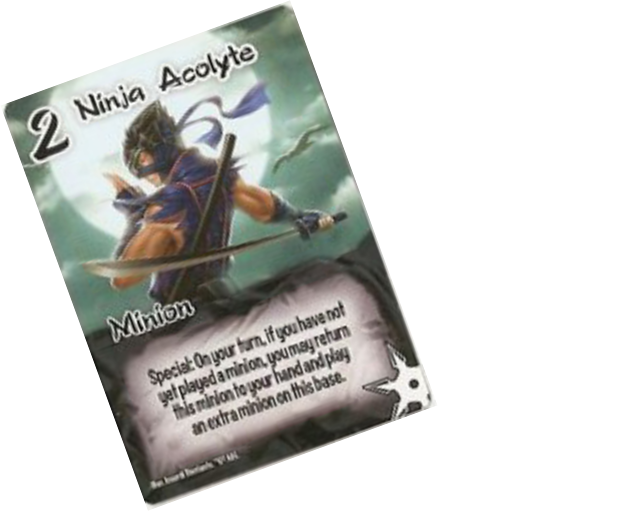 2 Ninja Acolyte
Minion
Special: On your turn, if you have not
yet played a minion, you may return
this minion to your hand and play
an extra minion on this base.